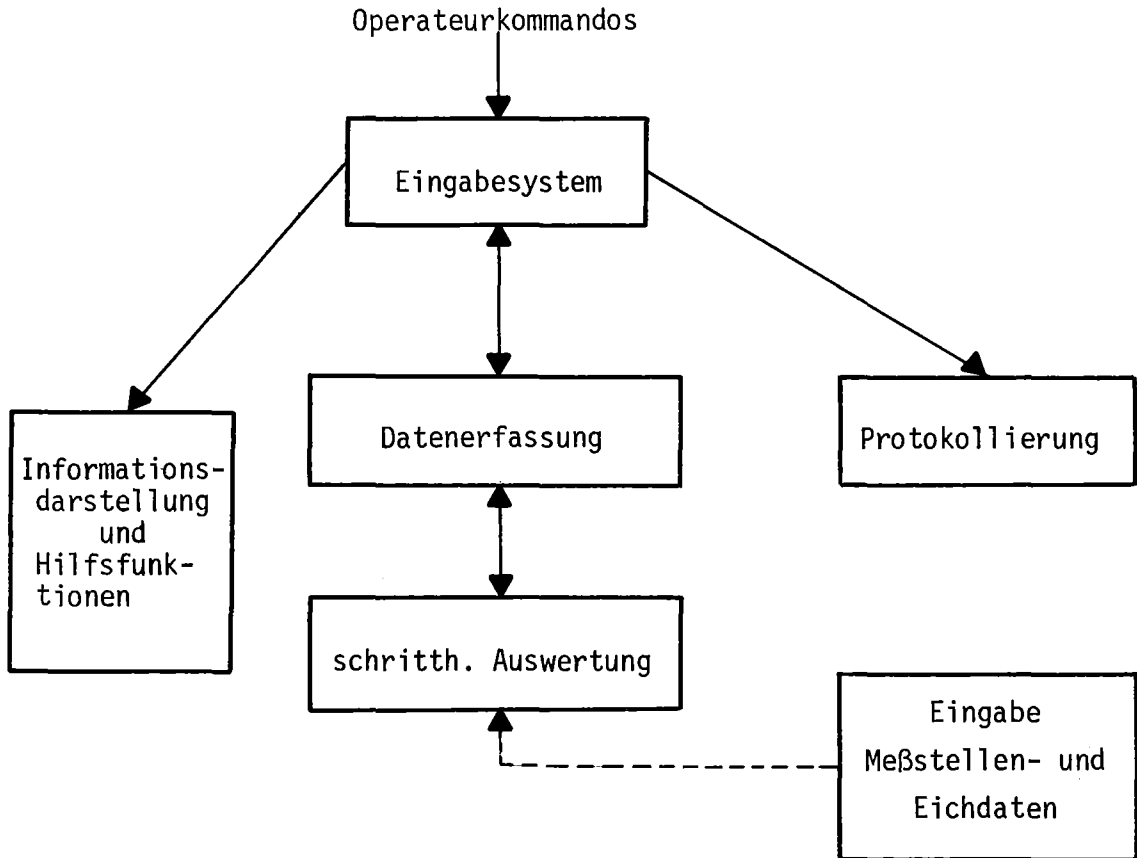 Operateurkommandos
Eingabesystem
Datenerfassung
Protokollierung
Informations-
darstellung
und
Hilfsfunk-
tionen
schritth. Auswertung
Eingabe
Meßstellen- und
Eichdaten